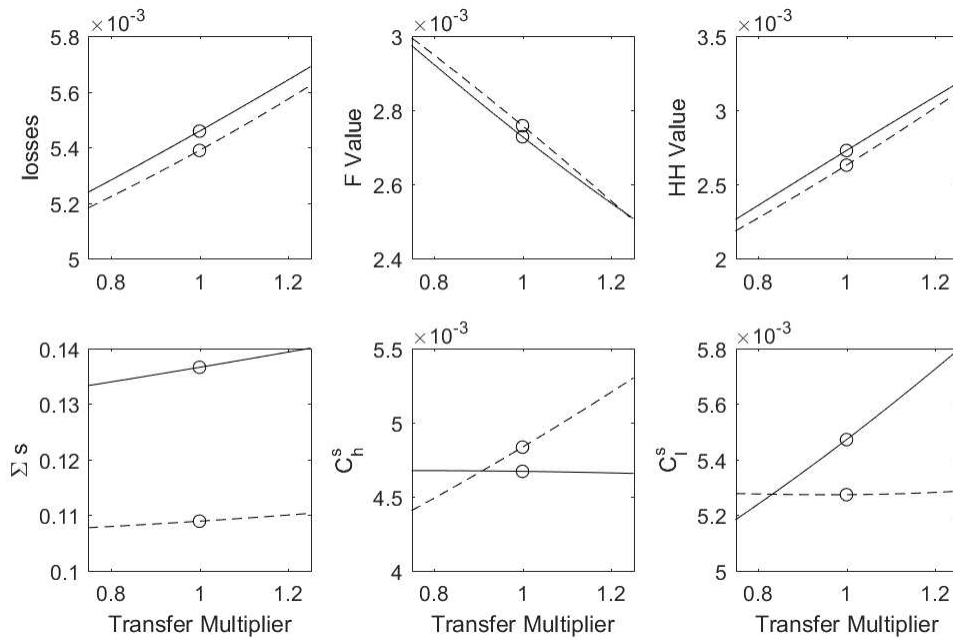 ×10⁻³
5.8
5.6
5.4
5.2
5
0.8 1 1.2
losses
×10⁻³
3
2.8
2.6
2.4
0.8 1 1.2
F Value
×10⁻³
3.5
3
2.5
2
0.8 1 1.2
HH Value
0.14
0.13
0.12
0.11
0.1
0.8 1 1.2
Σ s
Transfer Multiplier
×10⁻³
5.5
5
4.5
4
0.8 1 1.2
C_h^s
Transfer Multiplier
×10⁻³
5.8
5.6
5.4
5.2
5
0.8 1 1.2
C_l^s
Transfer Multiplier